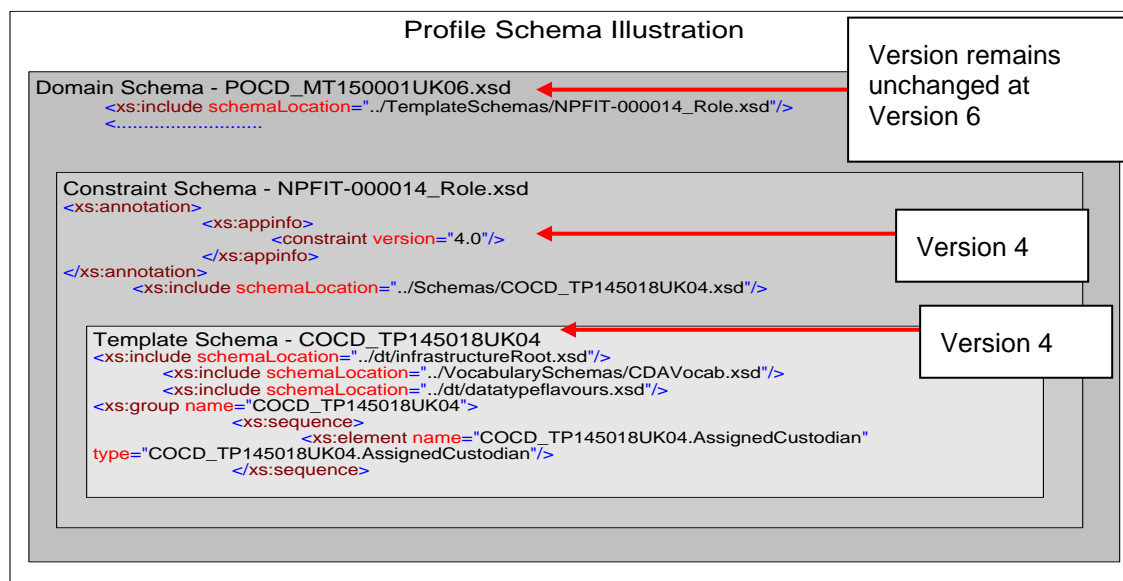 Profile Schema Illustration
Version remains
unchanged at
Version 6
Domain Schema - POCD_MT150001UK06.xsd
<xs:include schemaLocation="../TemplateSchemas/NPFIT-000014_Role.xsd"/>
<...........................
Constraint Schema - NPFIT-000014_Role.xsd
<xs:annotation>
<xs:appinfo>
<constraint version="4.0"/>
</xs:appinfo>
</xs:annotation>
<xs:include schemaLocation="../Schemas/COCD_TP145018UK04.xsd"/>
Version 4
Template Schema - COCD_TP145018UK04
<xs:include schemaLocation="../dt/infrastructureRoot.xsd"/>
<xs:include schemaLocation="../VocabularySchemas/CDAVocab.xsd"/>
<xs:include schemaLocation="../dt/datatypeflavours.xsd"/>
<xs:group name="COCD_TP145018UK04">
<xs:sequence>
<xs:element name="COCD_TP145018UK04.AssignedCustodian"
type="COCD_TP145018UK04.AssignedCustodian"/>
</xs:sequence>
Version 4